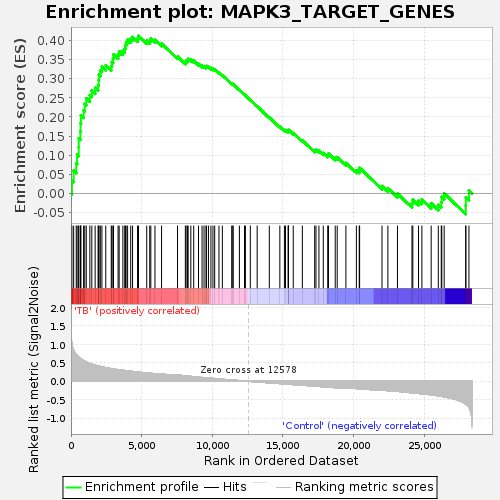 Enrichment plot: MAPK3_TARGET_GENES
Enrichment score (ES)
0.40
0.35
0.30
0.25
0.20
0.15
0.10
0.05
0.00
-0.05
'TB' (positively correlated)
Ranked list metric (Signal2Noise)
2.0
1.5
1.0
0.5
0.0
-0.5
-1.0
Zero cross at 12578
'Control' (negatively correlated)
0 5,000 10,000 15,000 20,000 25,000
Rank in Ordered Dataset
Enrichment profile Hits Ranking metric scores